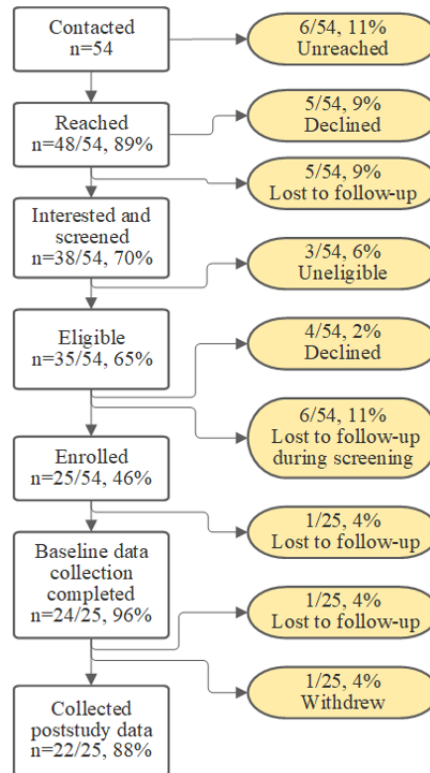 Contacted
n=54
6/54, 11%
Unreached
Reached
n=48/54, 89%
5/54, 9%
Declined
5/54, 9%
Lost to follow-up
Interested and
screened
n=38/54, 70%
3/54, 6%
Uneligible
Eligible
n=35/54, 65%
4/54, 2%
Declined
6/54, 11%
Lost to follow-up
during screening
Enrolled
n=25/54, 46%
1/25, 4%
Lost to follow-up
Baseline data
collection
completed
n=24/25, 96%
1/25, 4%
Lost to follow-up
1/25, 4%
Withdrew
Collected
poststudy data
n=22/25, 88%